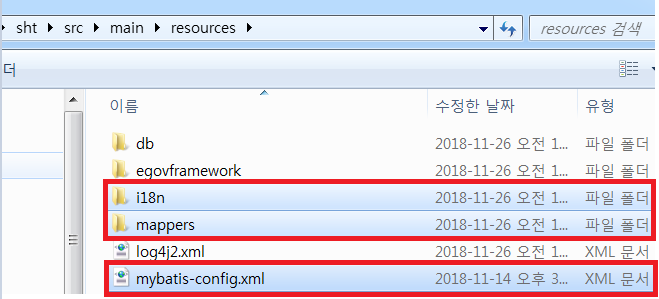 sht ▸ src ▸ main ▸ resources ▸ resources 검색
더
이름 수정한 날짜 유형
db 2018-11-26 오전 1... 파일 폴더
egovframework 2018-11-26 오전 1... 파일 폴더
i18n 2018-11-26 오전 1... 파일 폴더
mappers 2018-11-26 오전 1... 파일 폴더
log4j2.xml 2018-11-26 오전 1... XML 문서
mybatis-config.xml 2018-11-14 오후 3... XML 문서